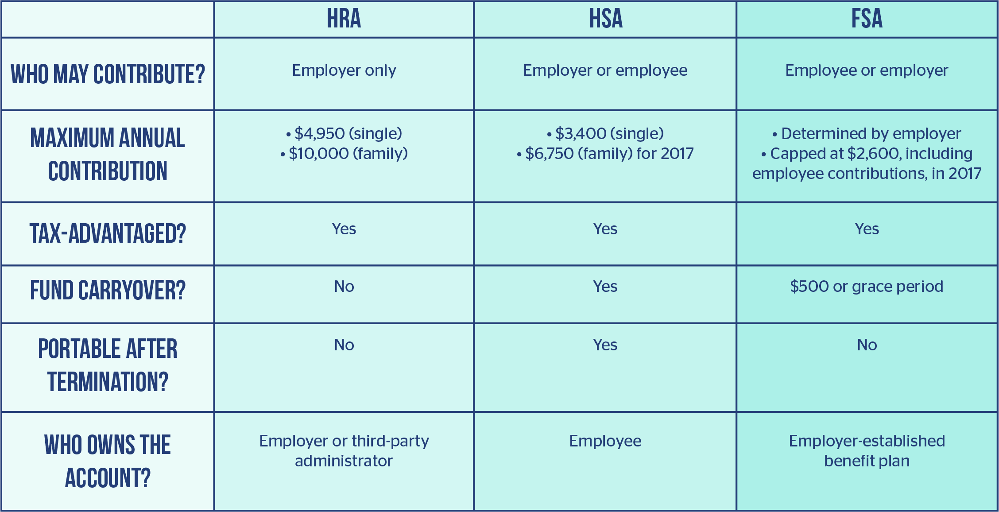 HRA
HSA
FSA
WHO MAY CONTRIBUTE?
Employer only
Employer or employee
Employee or employer
MAXIMUM ANNUAL
CONTRIBUTION
• $4,950 (single)
• $10,000 (family)
• $3,400 (single)
• $6,750 (family) for 2017
• Determined by employer
• Capped at $2,600, including
employee contributions, in 2017
TAX-ADVANTAGED?
Yes
Yes
Yes
FUND CARRYOVER?
No
Yes
$500 or grace period
PORTABLE AFTER
TERMINATION?
No
Yes
No
WHO OWNS THE
ACCOUNT?
Employer or third-party
administrator
Employee
Employer-established
benefit plan